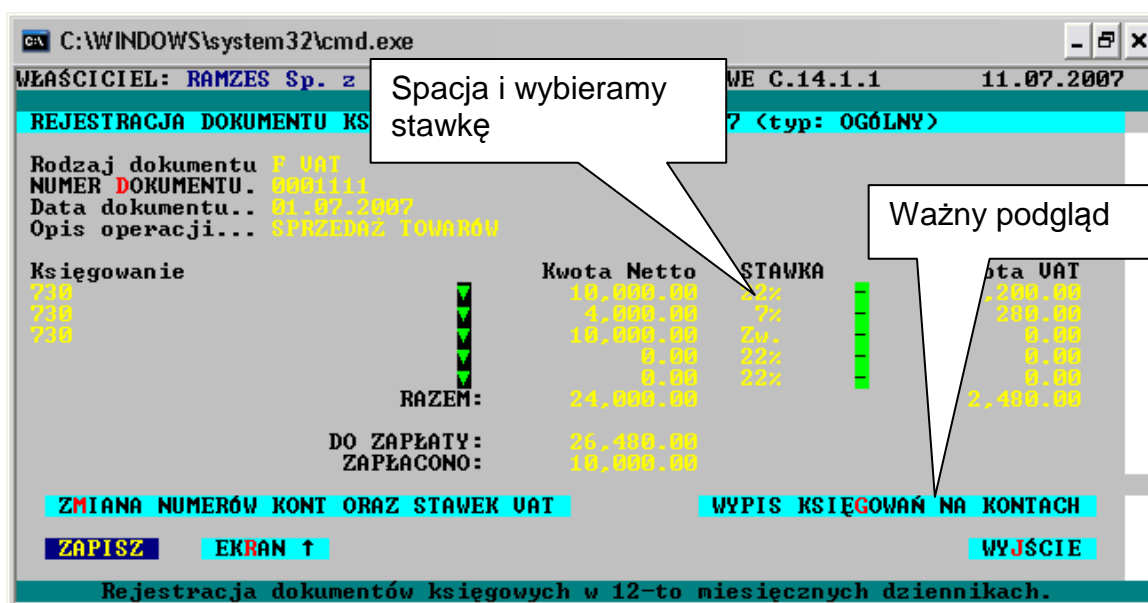 C:\WINDOWS\system32\cmd.exe
WŁAŚCICIEL: RAMZES Sp. z WE C.14.1.1 11.07.2007
Spacja i wybieramy
stawkę
REJESTRACJA DOKUMENTU KS 7 (typ: OGÓLNY)
Rodzaj dokumentu F VAT
NUMER DOKUMENTU. 0001111
Data dokumentu.. 01.07.2007
Opis operacji... SPRZEDAŻ TOWARÓW
Ważny podgląd
Księgowanie Kwota Netto STAWKA ota VAT
730 10,000.00 22% - ,200.00
730 4,000.00 7% - 280.00
730 10,000.00 Zw. - 0.00
0.00 22% - 0.00
0.00 22% - 0.00
RAZEM: 24,000.00 2,480.00
DO ZAPŁATY: 26,480.00
ZAPŁACONO: 10,000.00
ZMIANA NUMERÓW KONT ORAZ STAWEK VAT WYPIS KSIĘGOWAŃ NA KONTACH
ZAPISZ EKRAN ↑ WYJŚCIE
Rejestracja dokumentów księgowych w 12-to miesięcznych dziennikach.